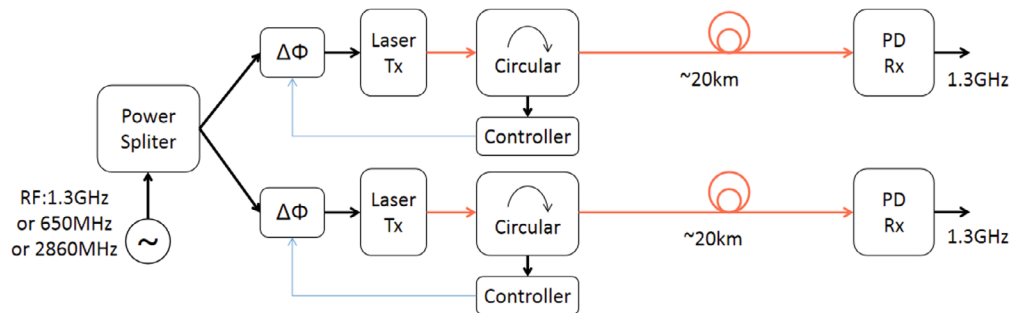 ΔΦ
Laser
Tx
Circular
~20km
PD
Rx
1.3GHz
Controller
Power
Spliter
RF:1.3GHz
or 650MHz
or 2860MHz
~
ΔΦ
Laser
Tx
Circular
~20km
PD
Rx
1.3GHz
Controller